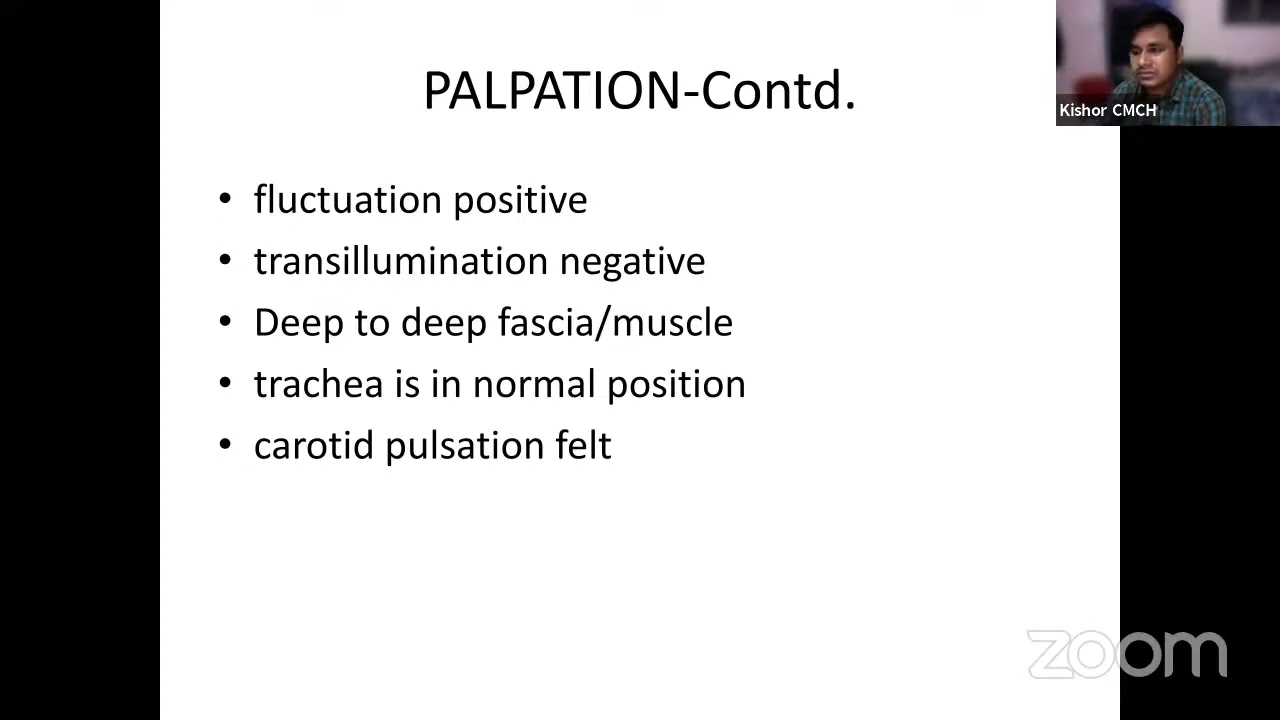 PALPATION-Contd.
Kishor CMCH
• fluctuation positive
• transillumination negative
• Deep to deep fascia/muscle
• trachea is in normal position
• carotid pulsation felt
zoom